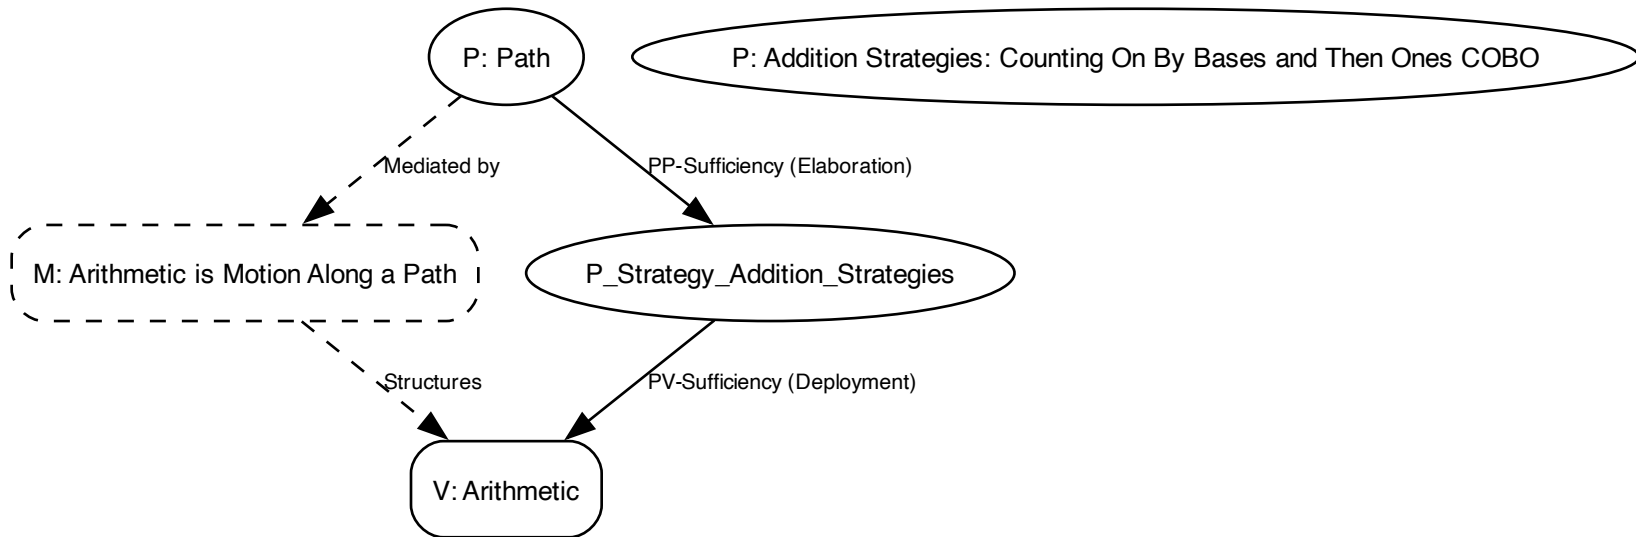 P: Path
P: Addition Strategies: Counting On By Bases and Then Ones COBO
Mediated by
PP-Sufficiency (Elaboration)
M: Arithmetic is Motion Along a Path
P_Strategy_Addition_Strategies
Structures
PV-Sufficiency (Deployment)
V: Arithmetic